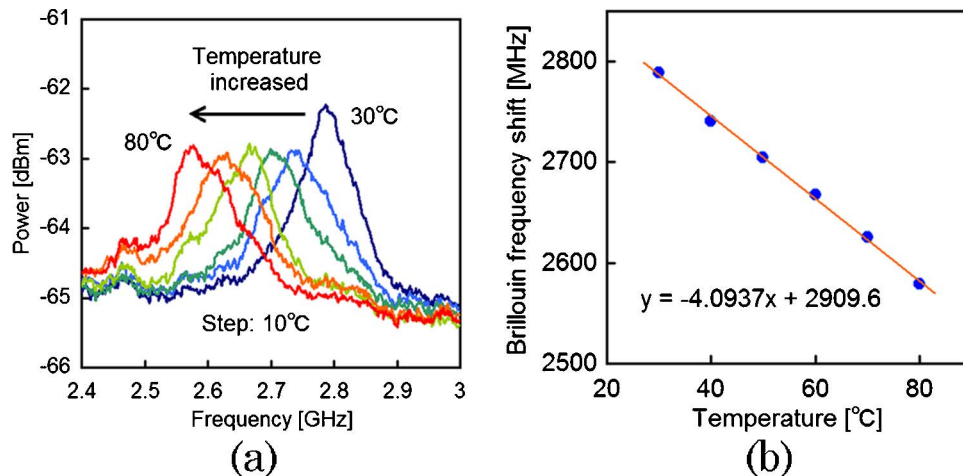 -61
-62
-63
-64
-65
-66
Power [dBm]
Temperature
increased
30°C
80°C
Step: 10°C
2.4 2.5 2.6 2.7 2.8 2.9 3
Frequency [GHz]
(a)
2800
2700
2600
2500
Brillouin frequency shift [MHz]
y = -4.0937x + 2909.6
20 40 60 80
Temperature [°C]
(b)